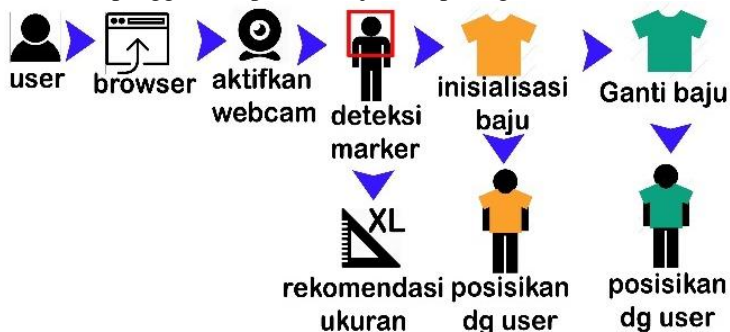 user
browser
aktifkan
webcam
deteksi
marker
inisialisasi
baju
Ganti baju
XL
rekomendasi
ukuran
posisikan
dg user
posisikan
dg user